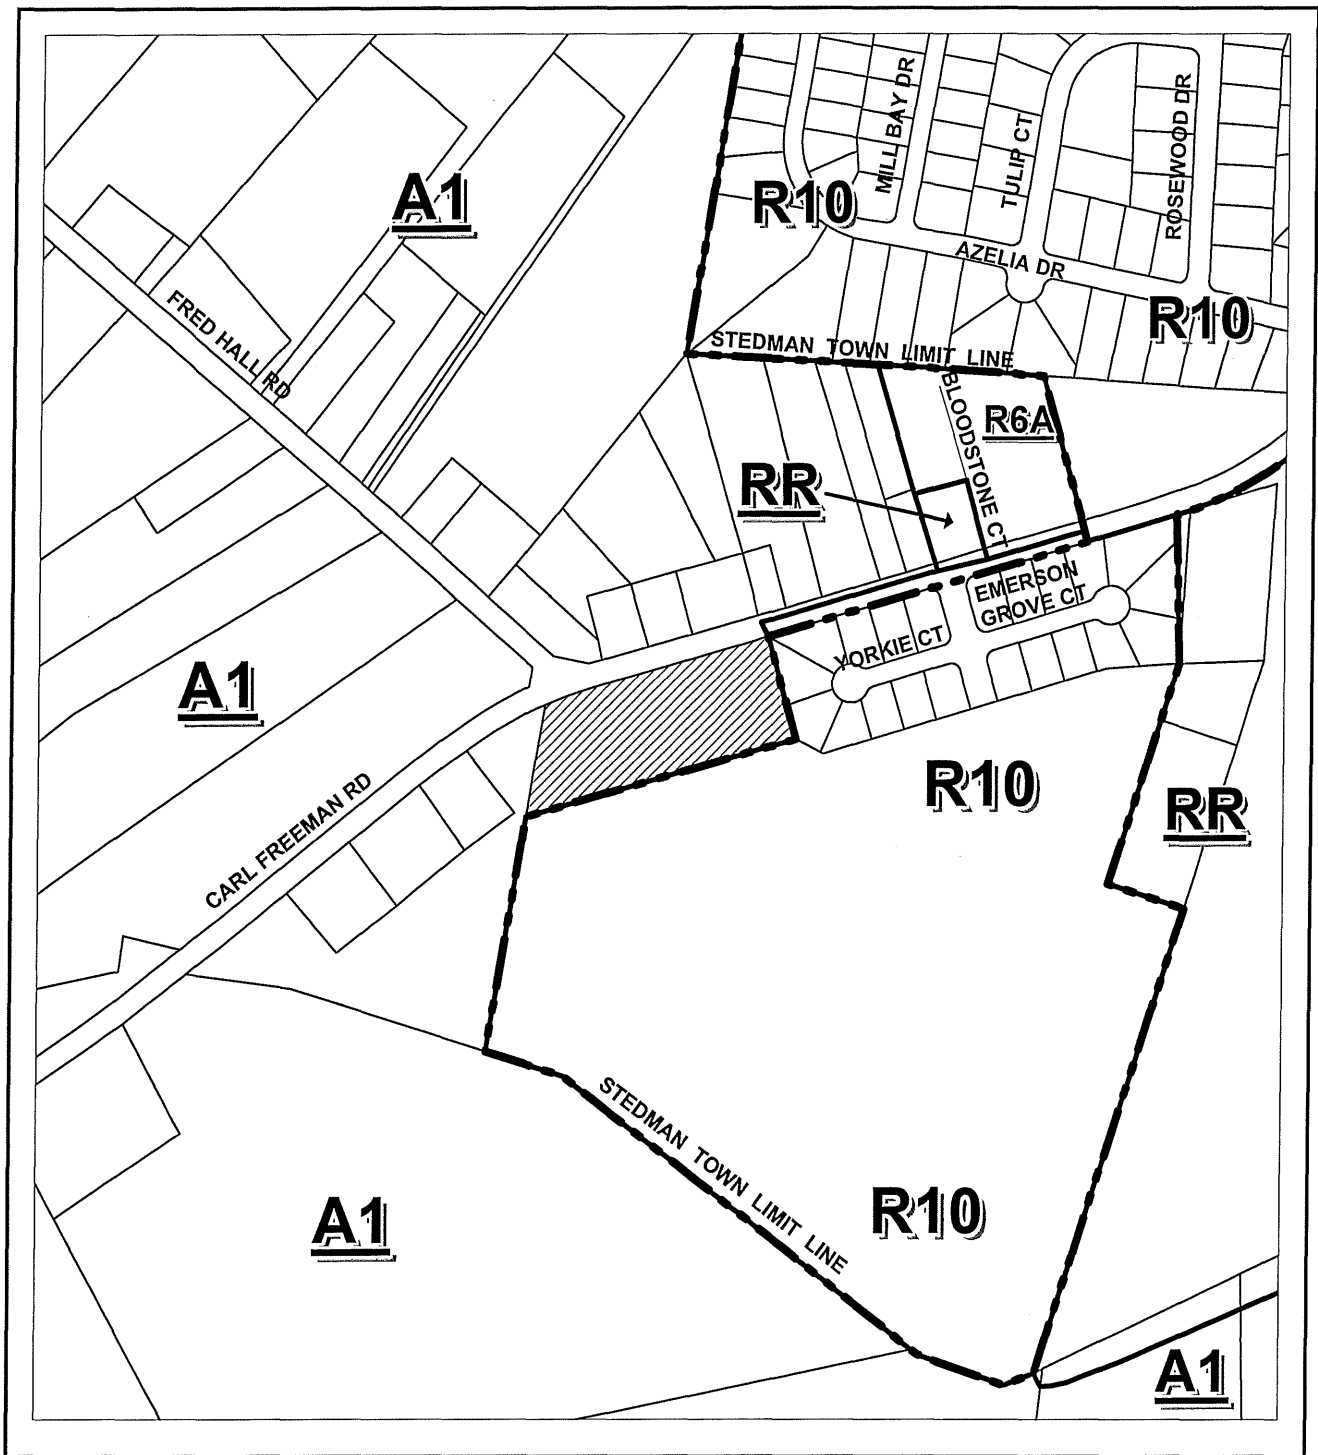 MILL BAY DR
TULIP CT
ROSEWOOD DR
A1
R10
AZELIA DR
FRED HALL RD
R10
STEDMAN TOWN LIMIT LINE
BLOODSTONE CT
R6A
RR
EMERSON
GROVE CT
YORKIE CT
A1
R10
RR
CARL FREEMAN RD
STEDMAN TOWN LIMIT LINE
R10
A1
A1